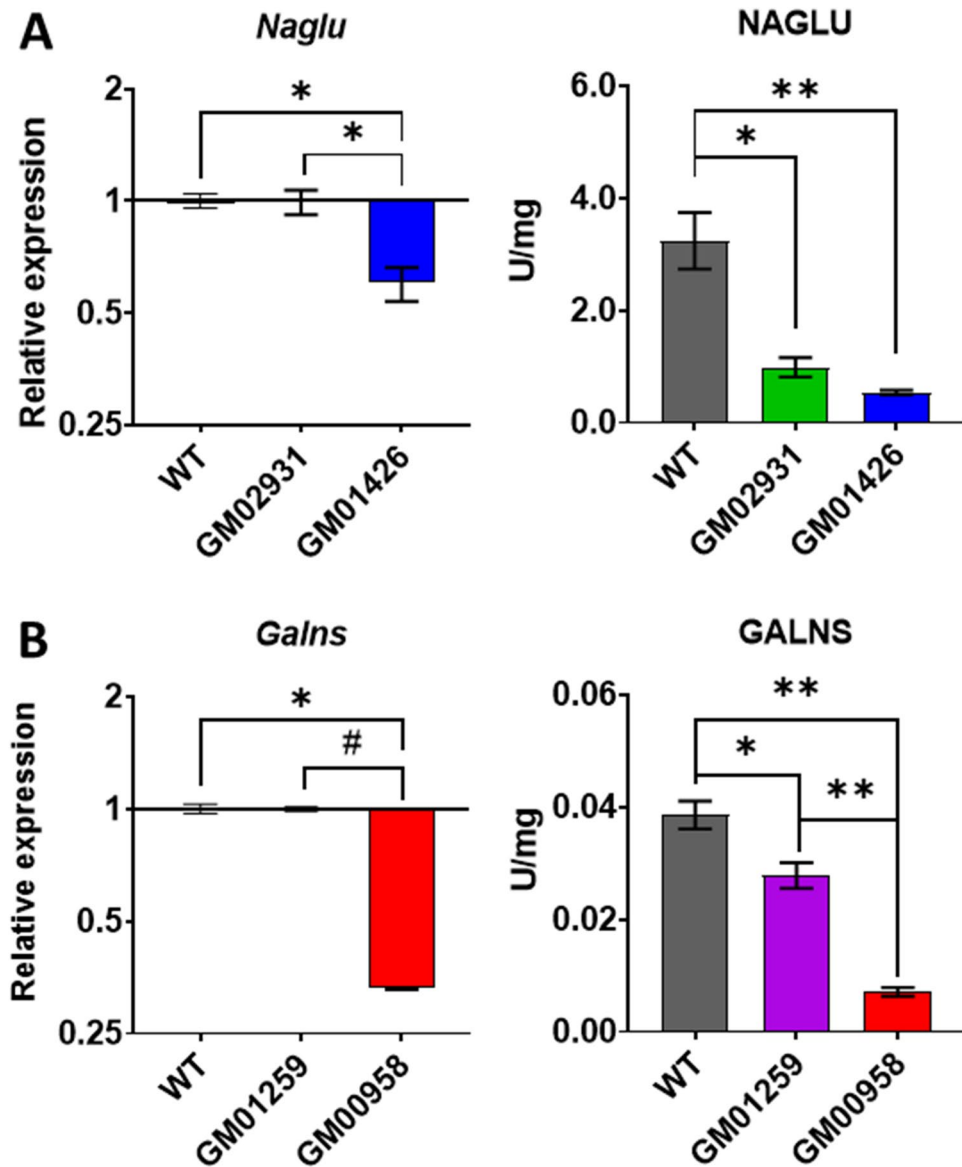 A
Naglu
Relative expression
2
1
0.5
0.25
*
*
WT
GM02931
GM01426
NAGLU
U/mg
6.0
4.0
2.0
0.0
**
*
WT
GM02931
GM01426
B
Galns
Relative expression
2
1
0.5
0.25
*
#
WT
GM01259
GM00958
GALNS
U/mg
0.06
0.04
0.02
0.00
**
*
**
WT
GM01259
GM00958